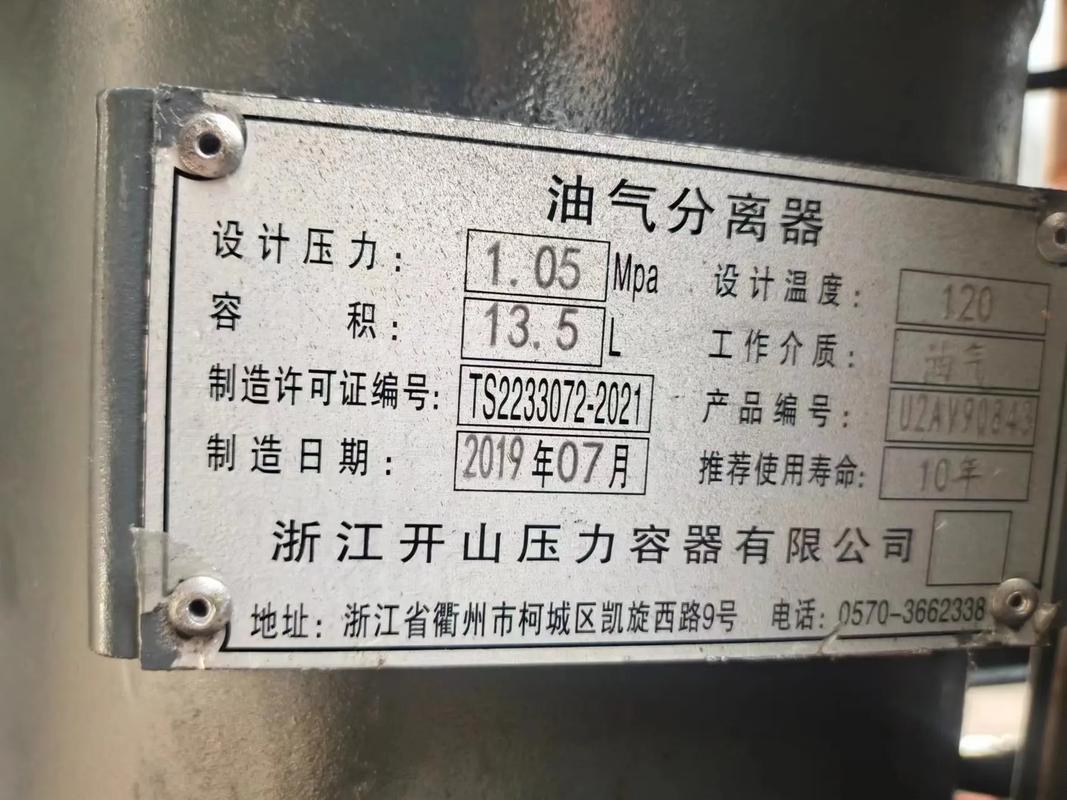 油气分离器
设计压力: 1.05 Mpa 设计温度: 120
容积: 13.5 L 工作介质: 油气
制造许可证编号: TS2233072-2021 产品编号: U2AV90843
制造日期: 2019年07月 推荐使用寿命: 10年
浙江开山压力容器有限公司
地址: 浙江省衢州市柯城区凯旋西路9号 电话: 0570-3662338